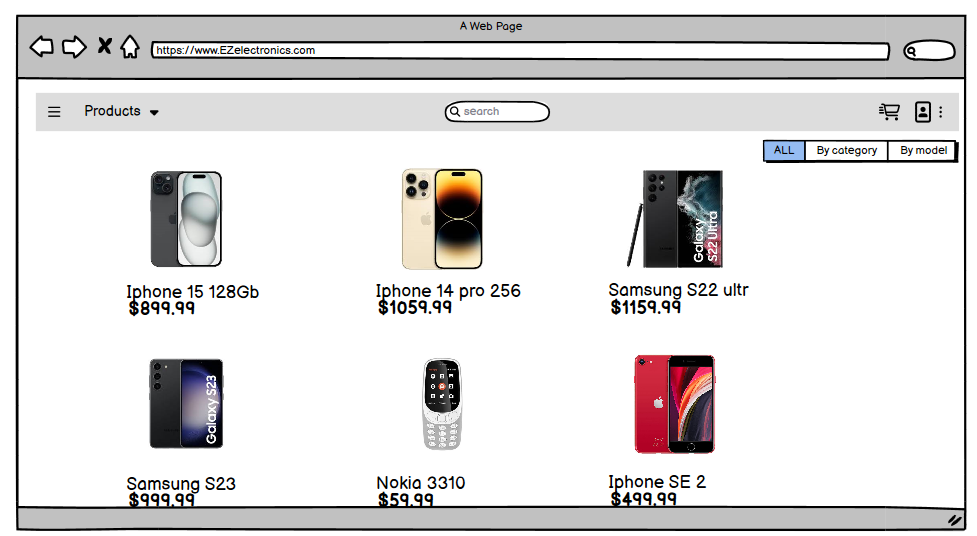 A Web Page
https://www.EZelectronics.com
Products
search
ALL
By category
By model
Galaxy
S22 Ultra
Iphone 15 128Gb
$899.99
Iphone 14 pro 256
$1059.99
Samsung S22 ultr
$1159.99
Galaxy S23
Samsung S23
$999.99
Nokia 3310
$59.99
Iphone SE 2
$499.99